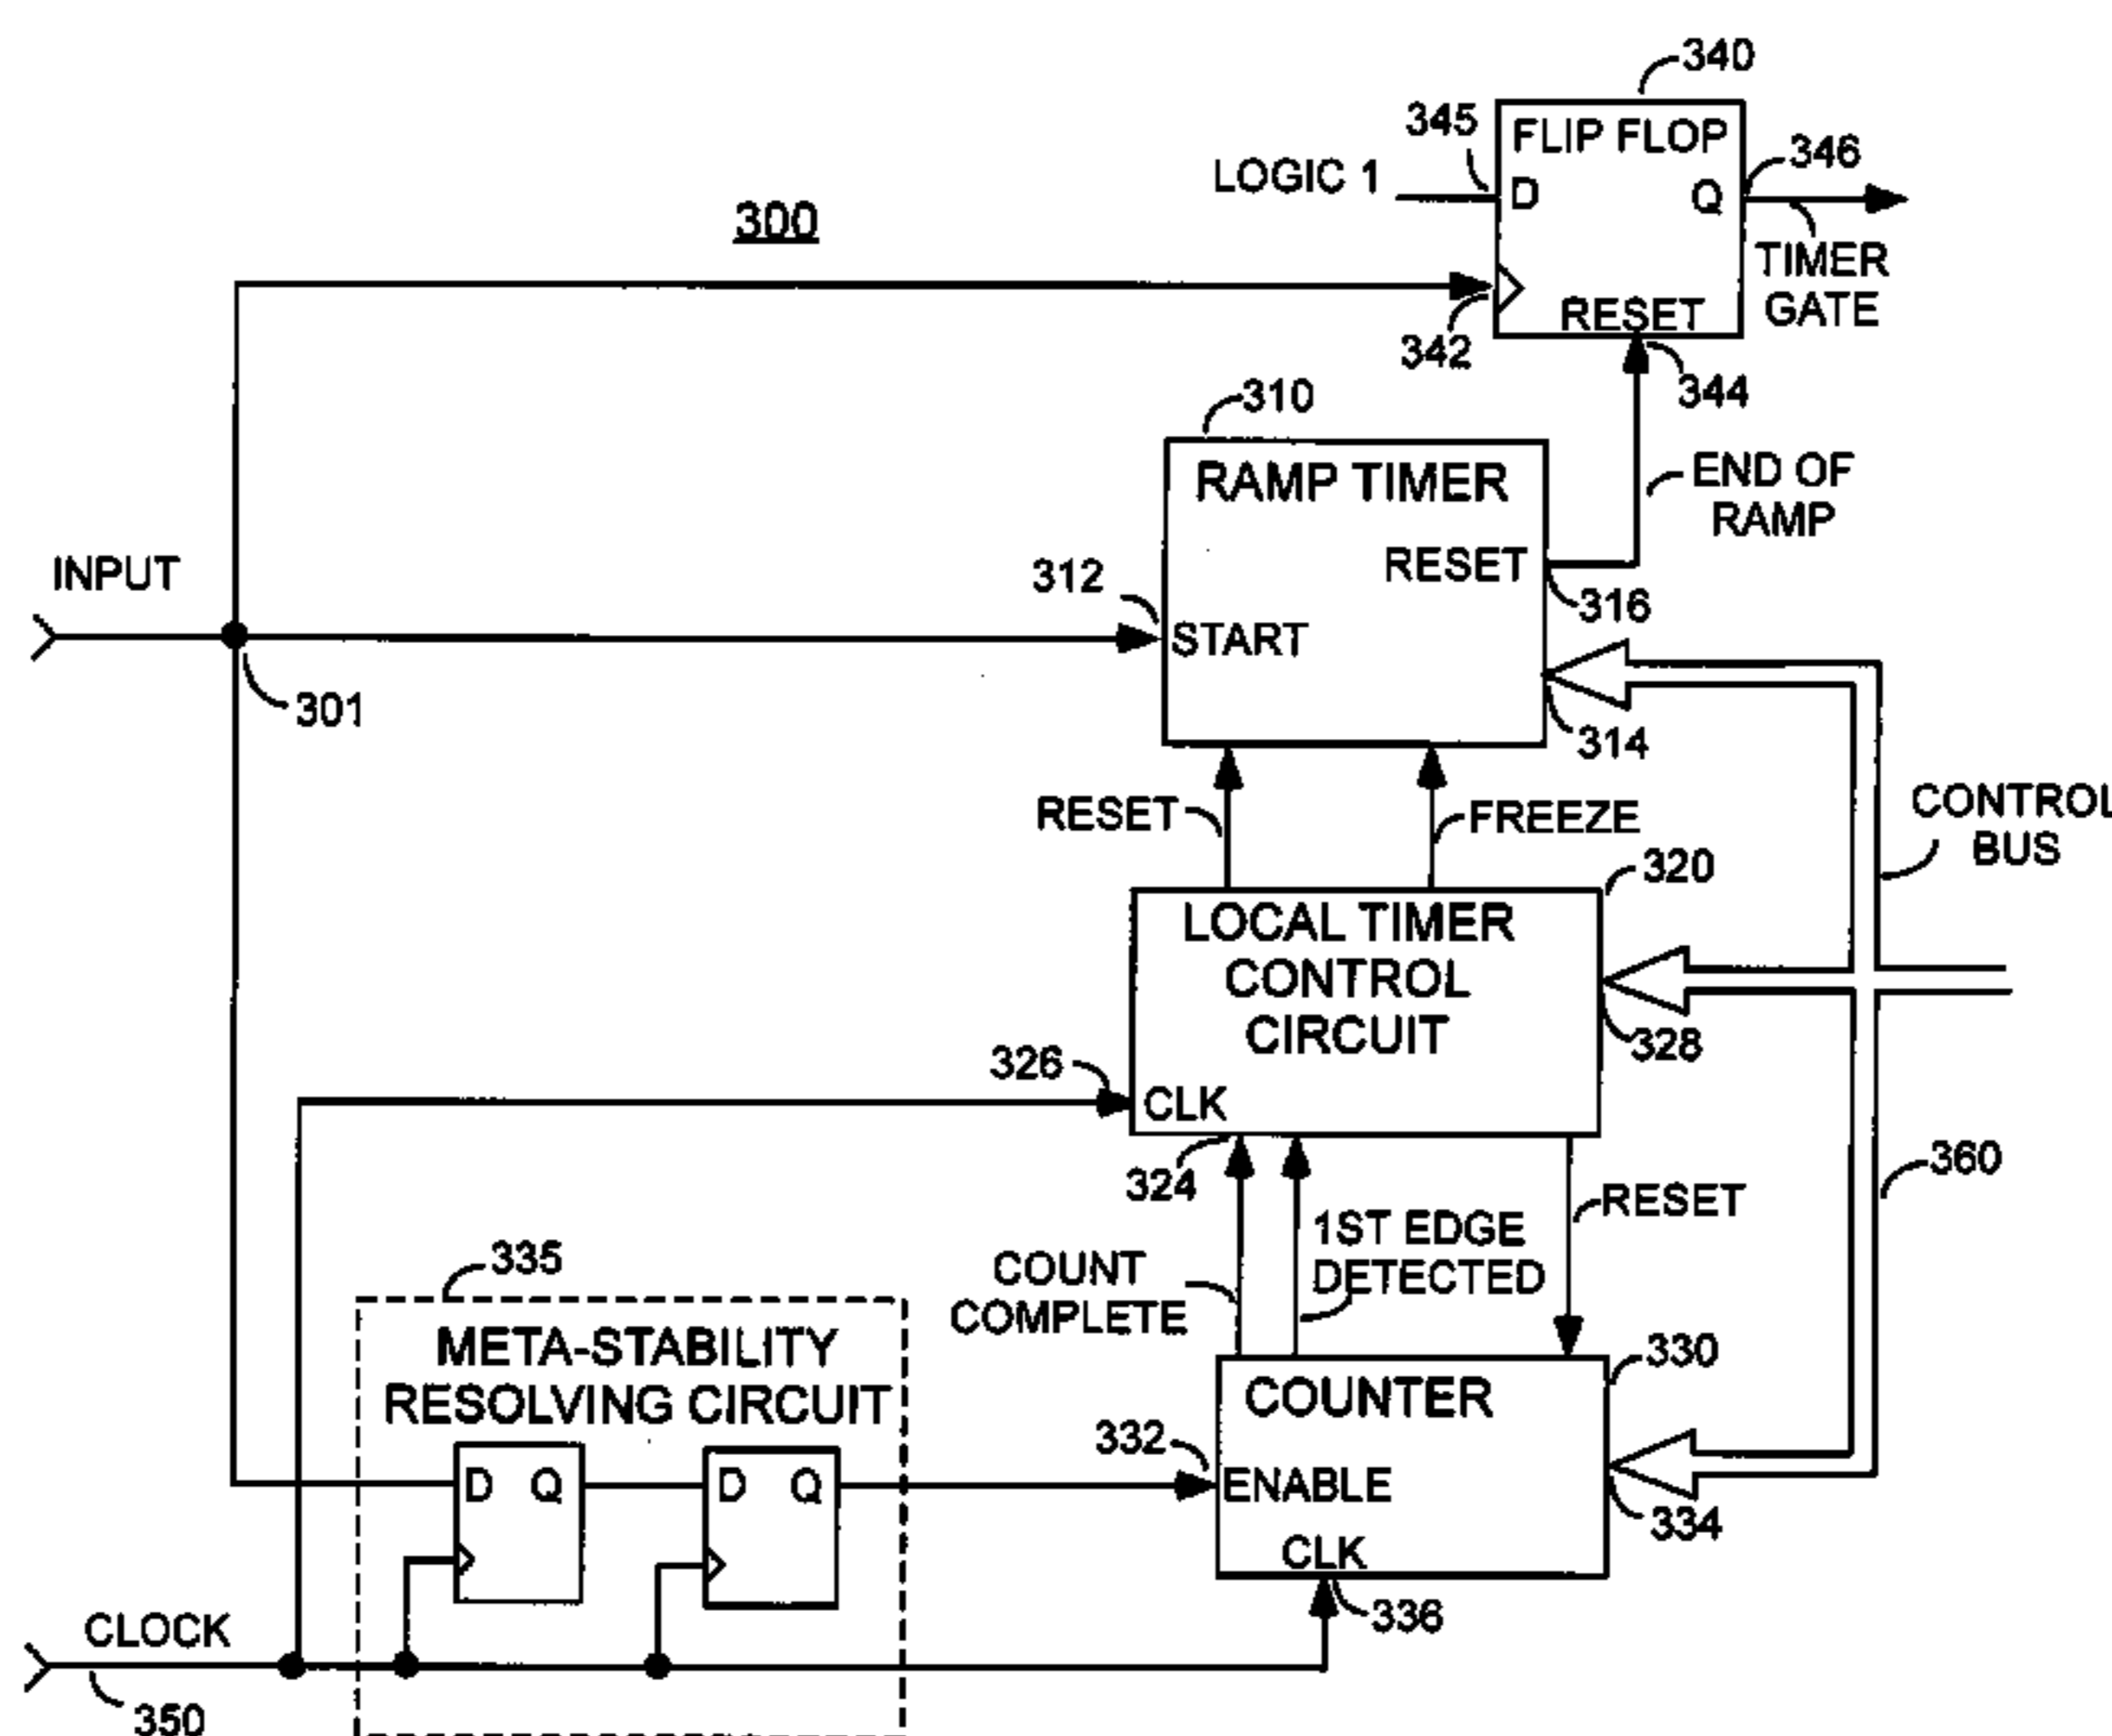 340
345
FLIP FLOP
346
LOGIC 1
D
Q
300
TIMER
GATE
RESET
342
344
310
RAMP TIMER
END OF
RAMP
INPUT
RESET
312
316
START
301
314
RESET
FREEZE
CONTROL
BUS
320
LOCAL TIMER
CONTROL
CIRCUIT
328
326
CLK
324
360
RESET
1ST EDGE
DETECTED
335
COUNT
COMPLETE
META-STABILITY
RESOLVING CIRCUIT
330
COUNTER
332
D Q
D Q
ENABLE
334
CLK
336
CLOCK
350